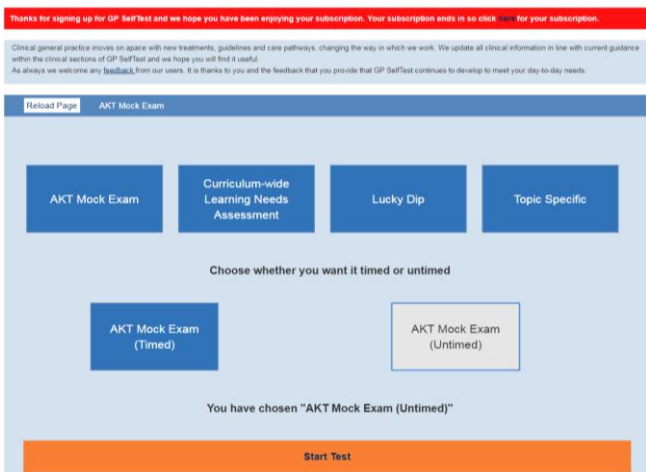 Thanks for signing up for GP SelfTest and we hope you have been enjoying your subscription. Your subscription ends in so click here for your subscription.
Clinical general practice moves on apace with new treatments, guidelines and care pathways, changing the way in which we work. We update all clinical information in line with current guidance
within the clinical sections of GP SelfTest and we hope you will find it useful.
As always we welcome any feedback from our users. It is thanks to you and the feedback that you provide that GP SelfTest continues to develop to meet your day-to-day needs.
Reload Page AKT Mock Exam
AKT Mock Exam
Curriculum-wide
Learning Needs
Assessment
Lucky Dip
Topic Specific
Choose whether you want it timed or untimed
AKT Mock Exam
(Timed)
AKT Mock Exam
(Untimed)
You have chosen "AKT Mock Exam (Untimed)"
Start Test